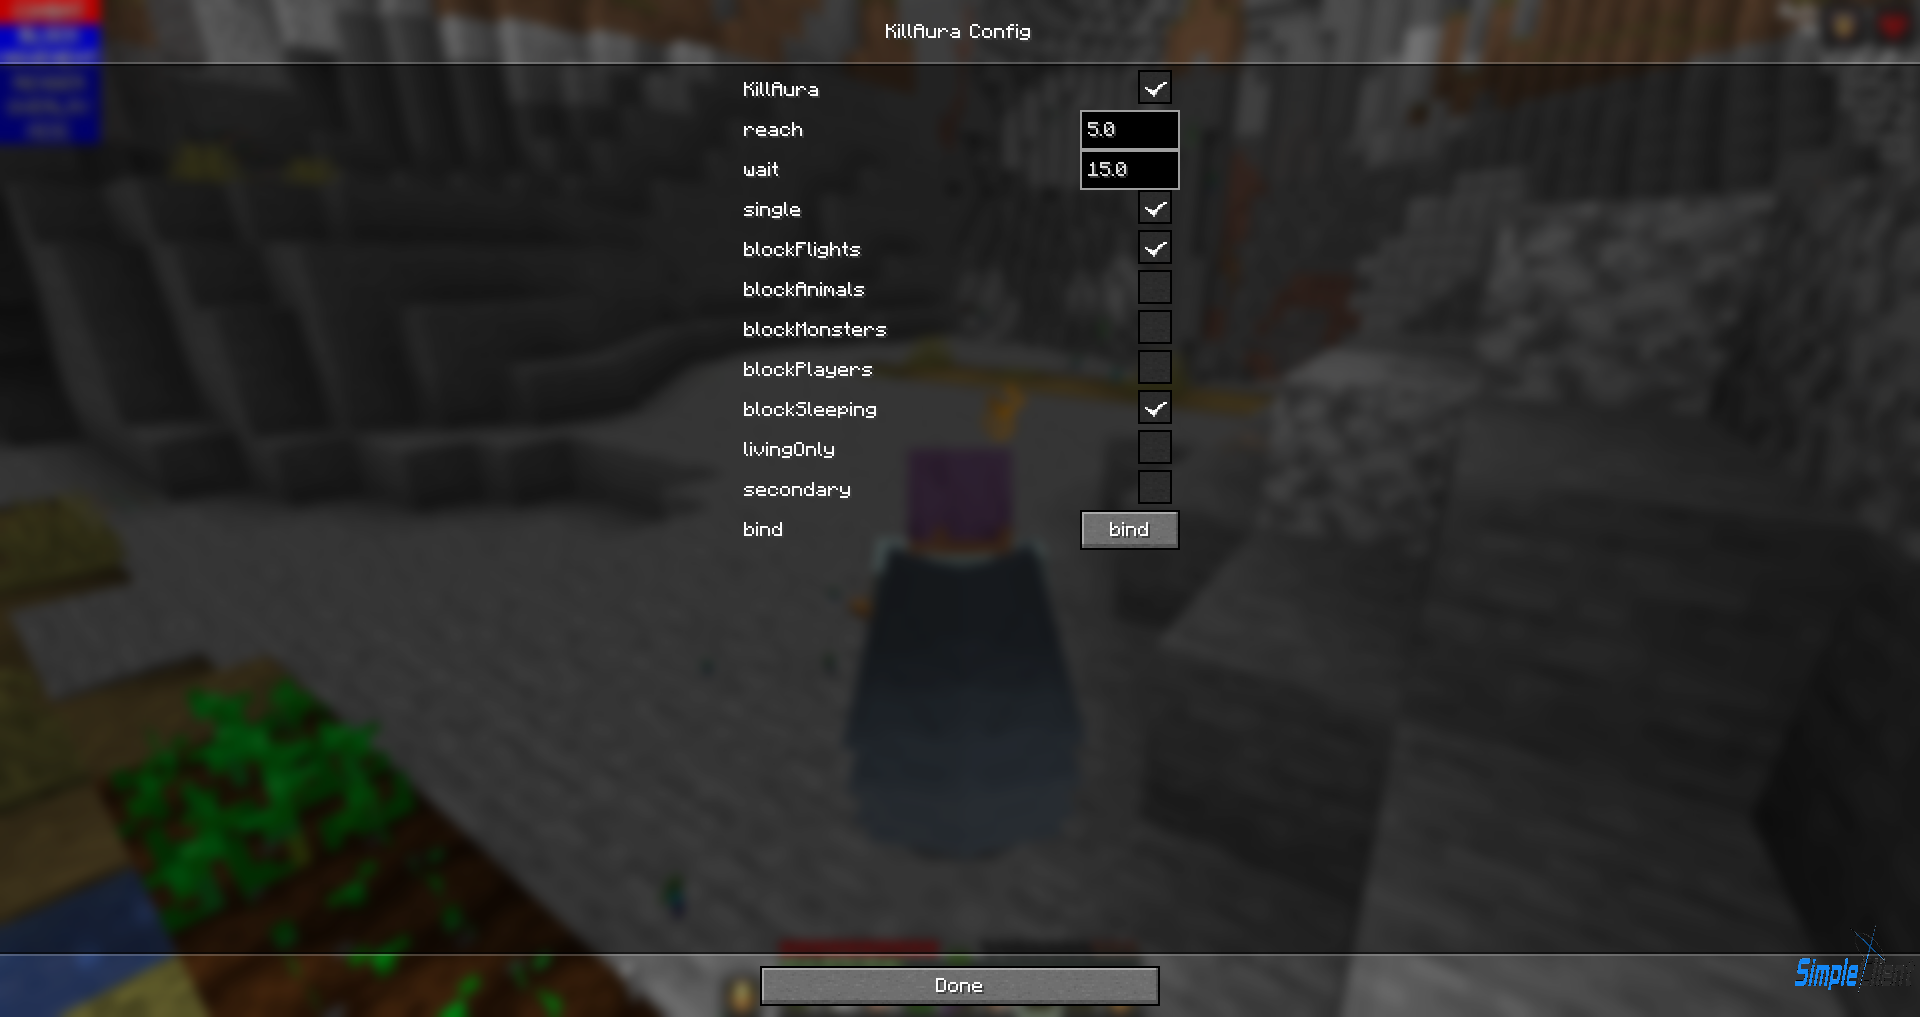 KillAura Config
KillAura
reach 5.0
wait 15.0
single
blockFlights
blockAnimals
blockMonsters
blockPlayers
blockSleeping
livingOnly
secondary
bind bind
Done
Simple Client